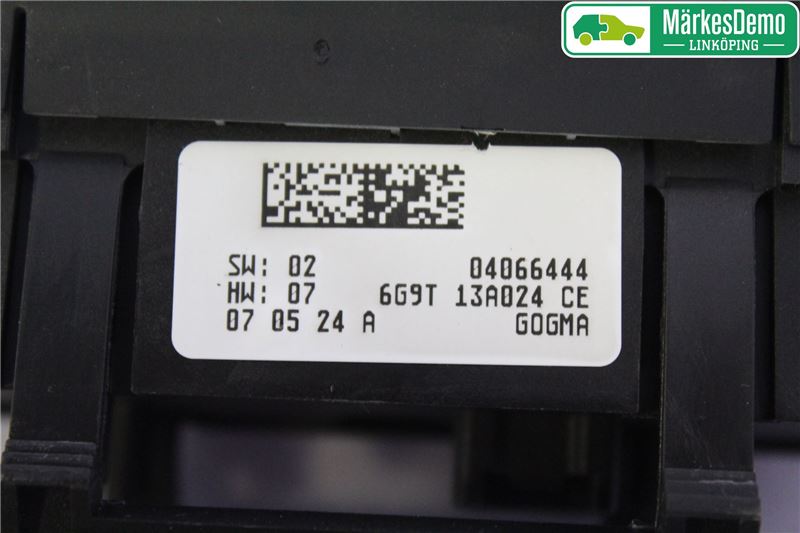 MärkesDemo
LINKÖPING
SW: 02 04066444
HW: 07 6G9T 13A024 CE
07 05 24 A GOGMA